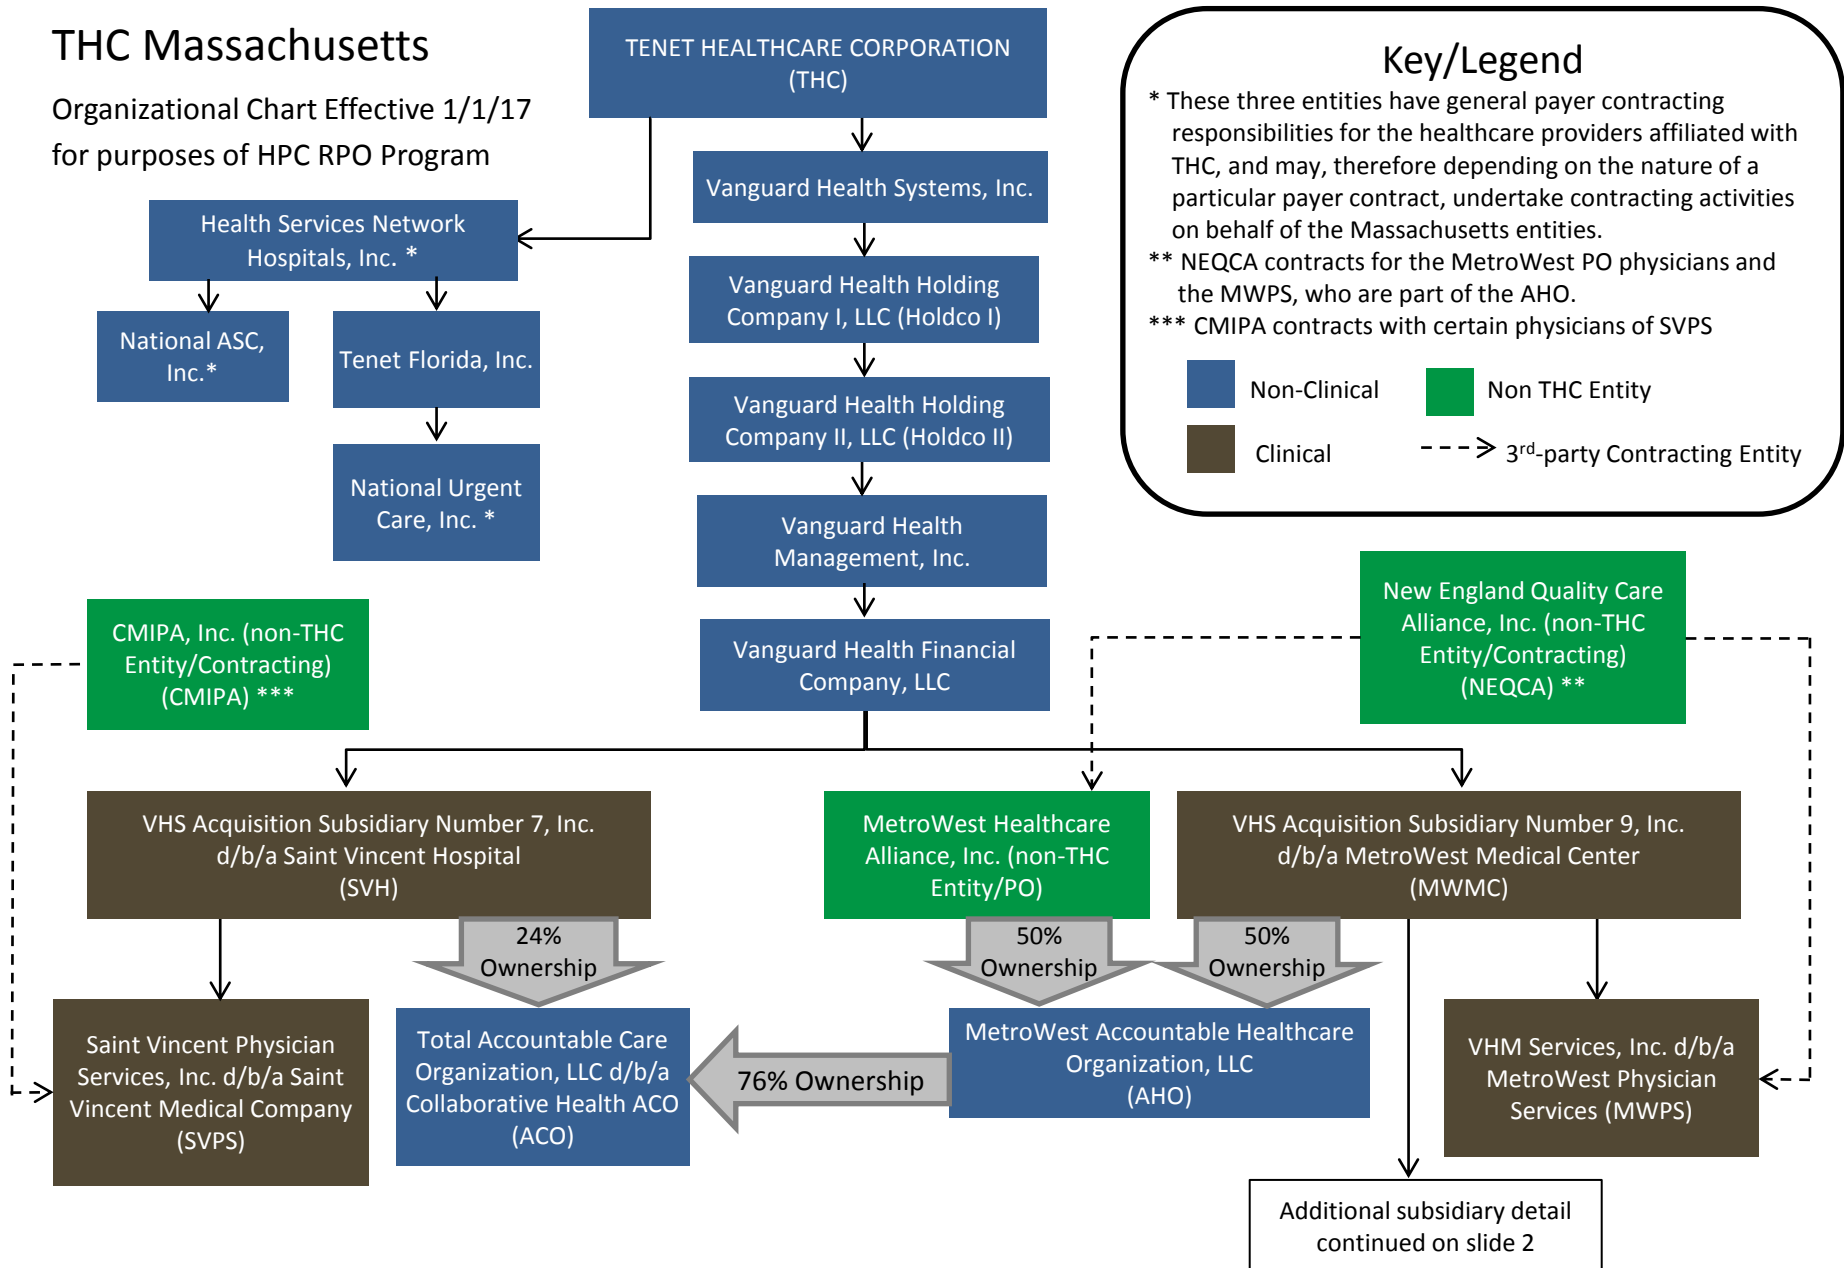 THC Massachusetts
Organizational Chart Effective 1/1/17
for purposes of HPC RPO Program
TENET HEALTHCARE CORPORATION
(THC)
Key/Legend
* These three entities have general payer contracting
responsibilities for the healthcare providers affiliated with
THC, and may, therefore depending on the nature of a
particular payer contract, undertake contracting activities
on behalf of the Massachusetts entities.
** NEQCA contracts for the MetroWest PO physicians and
the MWPS, who are part of the AHO.
*** CMIPA contracts with certain physicians of SVPS
Non-Clinical
Non THC Entity
Clinical
3rd-party Contracting Entity
Health Services Network
Hospitals, Inc. *
National ASC,
Inc.*
Tenet Florida, Inc.
National Urgent
Care, Inc. *
Vanguard Health Systems, Inc.
Vanguard Health Holding
Company I, LLC (Holdco I)
Vanguard Health Holding
Company II, LLC (Holdco II)
Vanguard Health
Management, Inc.
Vanguard Health Financial
Company, LLC
CMIPA, Inc. (non-THC
Entity/Contracting)
(CMIPA) ***
New England Quality Care
Alliance, Inc. (non-THC
Entity/Contracting)
(NEQCA) **
VHS Acquisition Subsidiary Number 7, Inc.
d/b/a Saint Vincent Hospital
(SVH)
MetroWest Healthcare
Alliance, Inc. (non-THC
Entity/PO)
VHS Acquisition Subsidiary Number 9, Inc.
d/b/a MetroWest Medical Center
(MWMC)
24%
Ownership
50%
Ownership
50%
Ownership
Saint Vincent Physician
Services, Inc. d/b/a Saint
Vincent Medical Company
(SVPS)
Total Accountable Care
Organization, LLC d/b/a
Collaborative Health ACO
(ACO)
76% Ownership
MetroWest Accountable Healthcare
Organization, LLC
(AHO)
VHM Services, Inc. d/b/a
MetroWest Physician
Services (MWPS)
Additional subsidiary detail
continued on slide 2